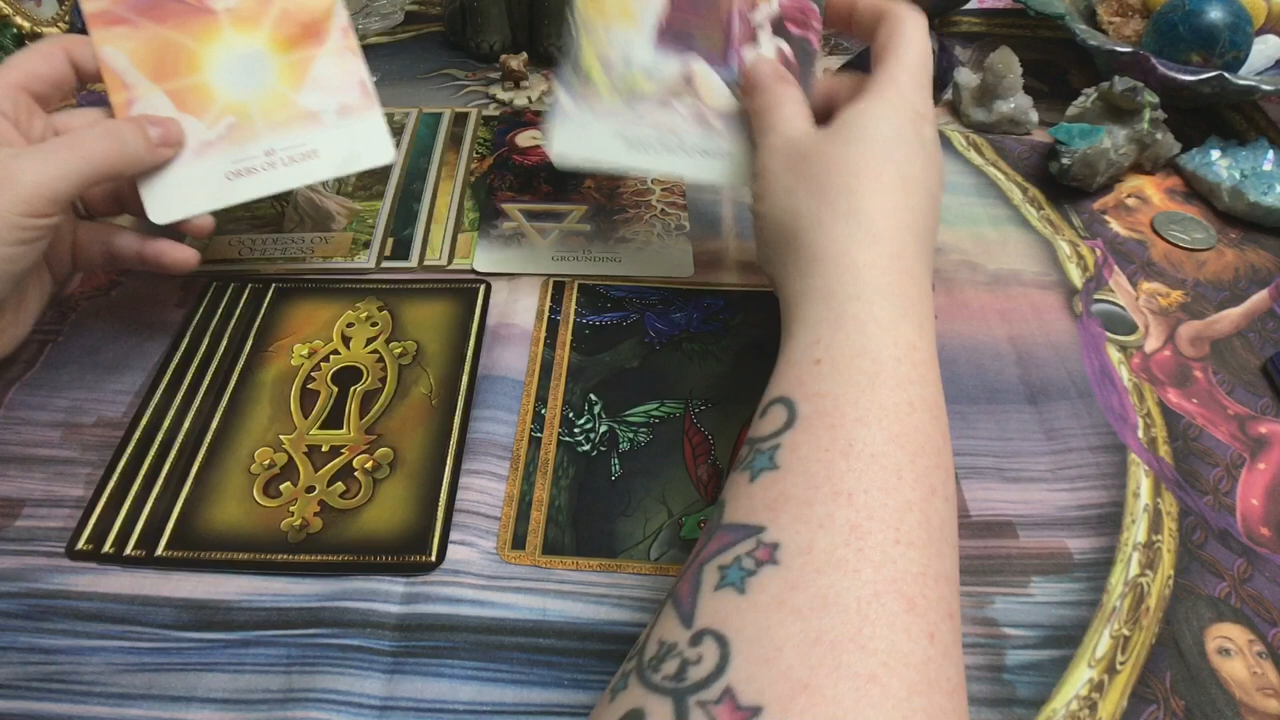 40
ORBS OF LIGHT
GODDESS OF
ONENESS
15
GROUNDING